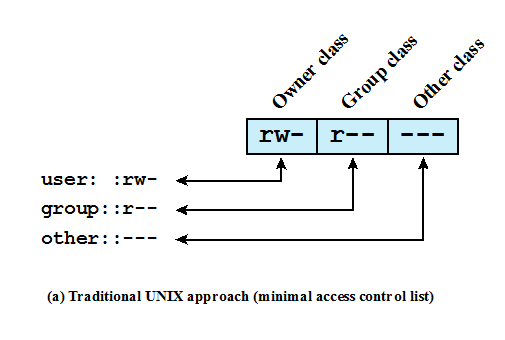 Owner class
Group class
Other class
rw- r-- ---
user: :rw-
group::r--
other::---
(a) Traditional UNIX approach (minimal access control list)